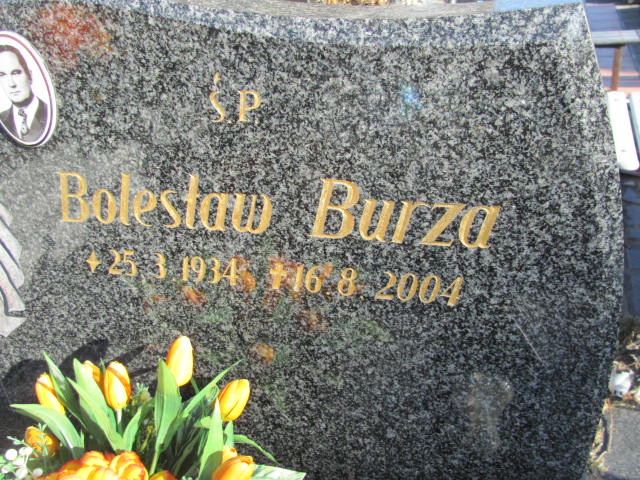 Ś.P.
Bolesław Burza
+25.3.1934 +16.8.2004